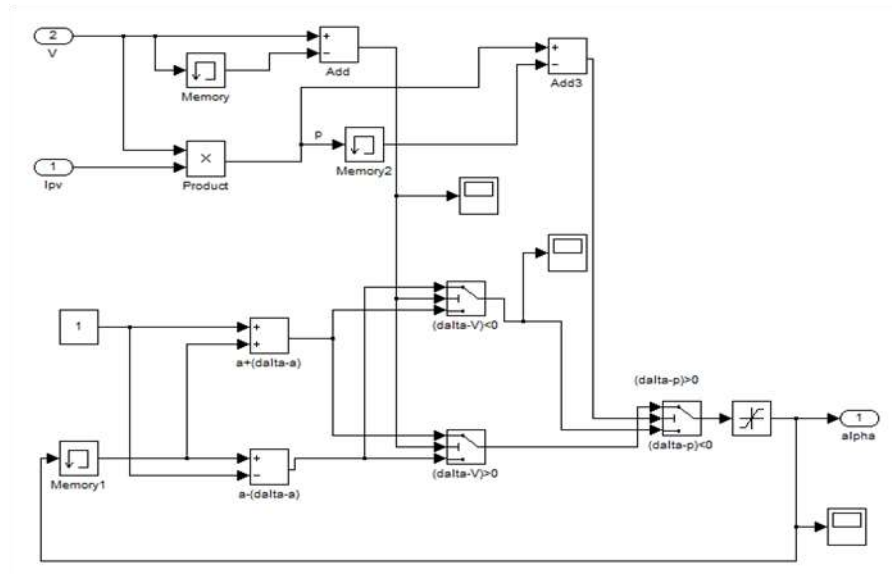 2
V
+
−
Add
Memory
+
−
Add3
p
×
Product
Memory2
1
Ipv
1
+
+
a+(dalta-a)
(dalta-V)<0
(dalta-p)>0
(dalta-p)<0
1
alpha
Memory1
+
−
a-(dalta-a)
(dalta-V)>0